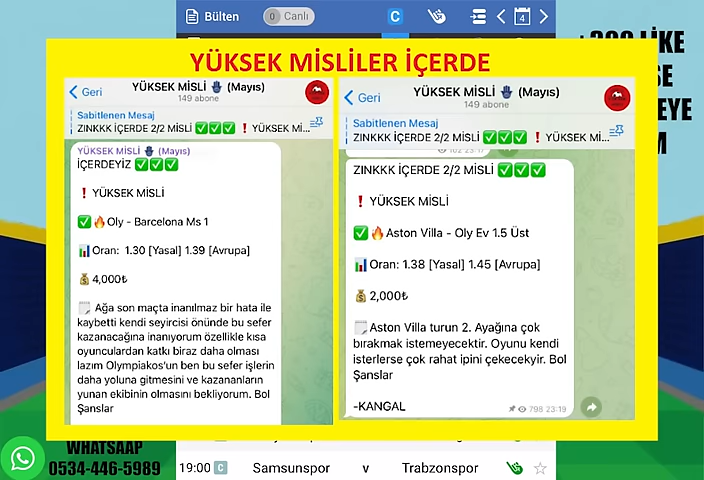 Bülten
0 Canlı
C
4
+200 LİKE
YÜKSEK MİSLİLER İÇERDE
Geri
YÜKSEK MİSLİ (Mayıs)
149 abone
Sabitlenen Mesaj
ZINKKK İÇERDE 2/2 MİSLİ ✅✅✅ ❗ YÜKSEK Mİ...
YÜKSEK MİSLİ (Mayıs)
İÇERDEYİZ ✅✅✅
❗ YÜKSEK MİSLİ
✅🔥Oly - Barcelona Ms 1
📊Oran: 1.30 [Yasal] 1.39 [Avrupa]
💰4,000₺
🗒️ Ağa son maçta inanılmaz bir hata ile
kaybetti kendi seyircisi önünde bu sefer
kazanacağına inanıyorum özellikle kısa
oyunculardan katkı biraz daha olması
lazım Olympiakos'un ben bu sefer işlerin
daha yoluna gitmesini ve kazananların
yunan ekibinin olmasını bekliyorum. Bol
Şanslar
Geri
YÜKSEK MİSLİ (Mayıs)
149 abone
Sabitlenen Mesaj
ZINKKK İÇERDE 2/2 MİSLİ ✅✅✅ ❗ YÜKSEK Mİ...
ZINKKK İÇERDE 2/2 MİSLİ ✅✅✅
❗ YÜKSEK MİSLİ
✅🔥Aston Villa - Oly Ev 1.5 Üst
📊Oran: 1.38 [Yasal] 1.45 [Avrupa]
💰2,000₺
🗒️Aston Villa turun 2. Ayağına çok
bırakmak istemeyecektir. Oyunu kendi
isterlerse çok rahat ipini çekecekyir. Bol
Şanslar
-KANGAL
798 23:19
WHATSAAP
0534-446-5989
19:00 C Samsunspor v Trabzonspor